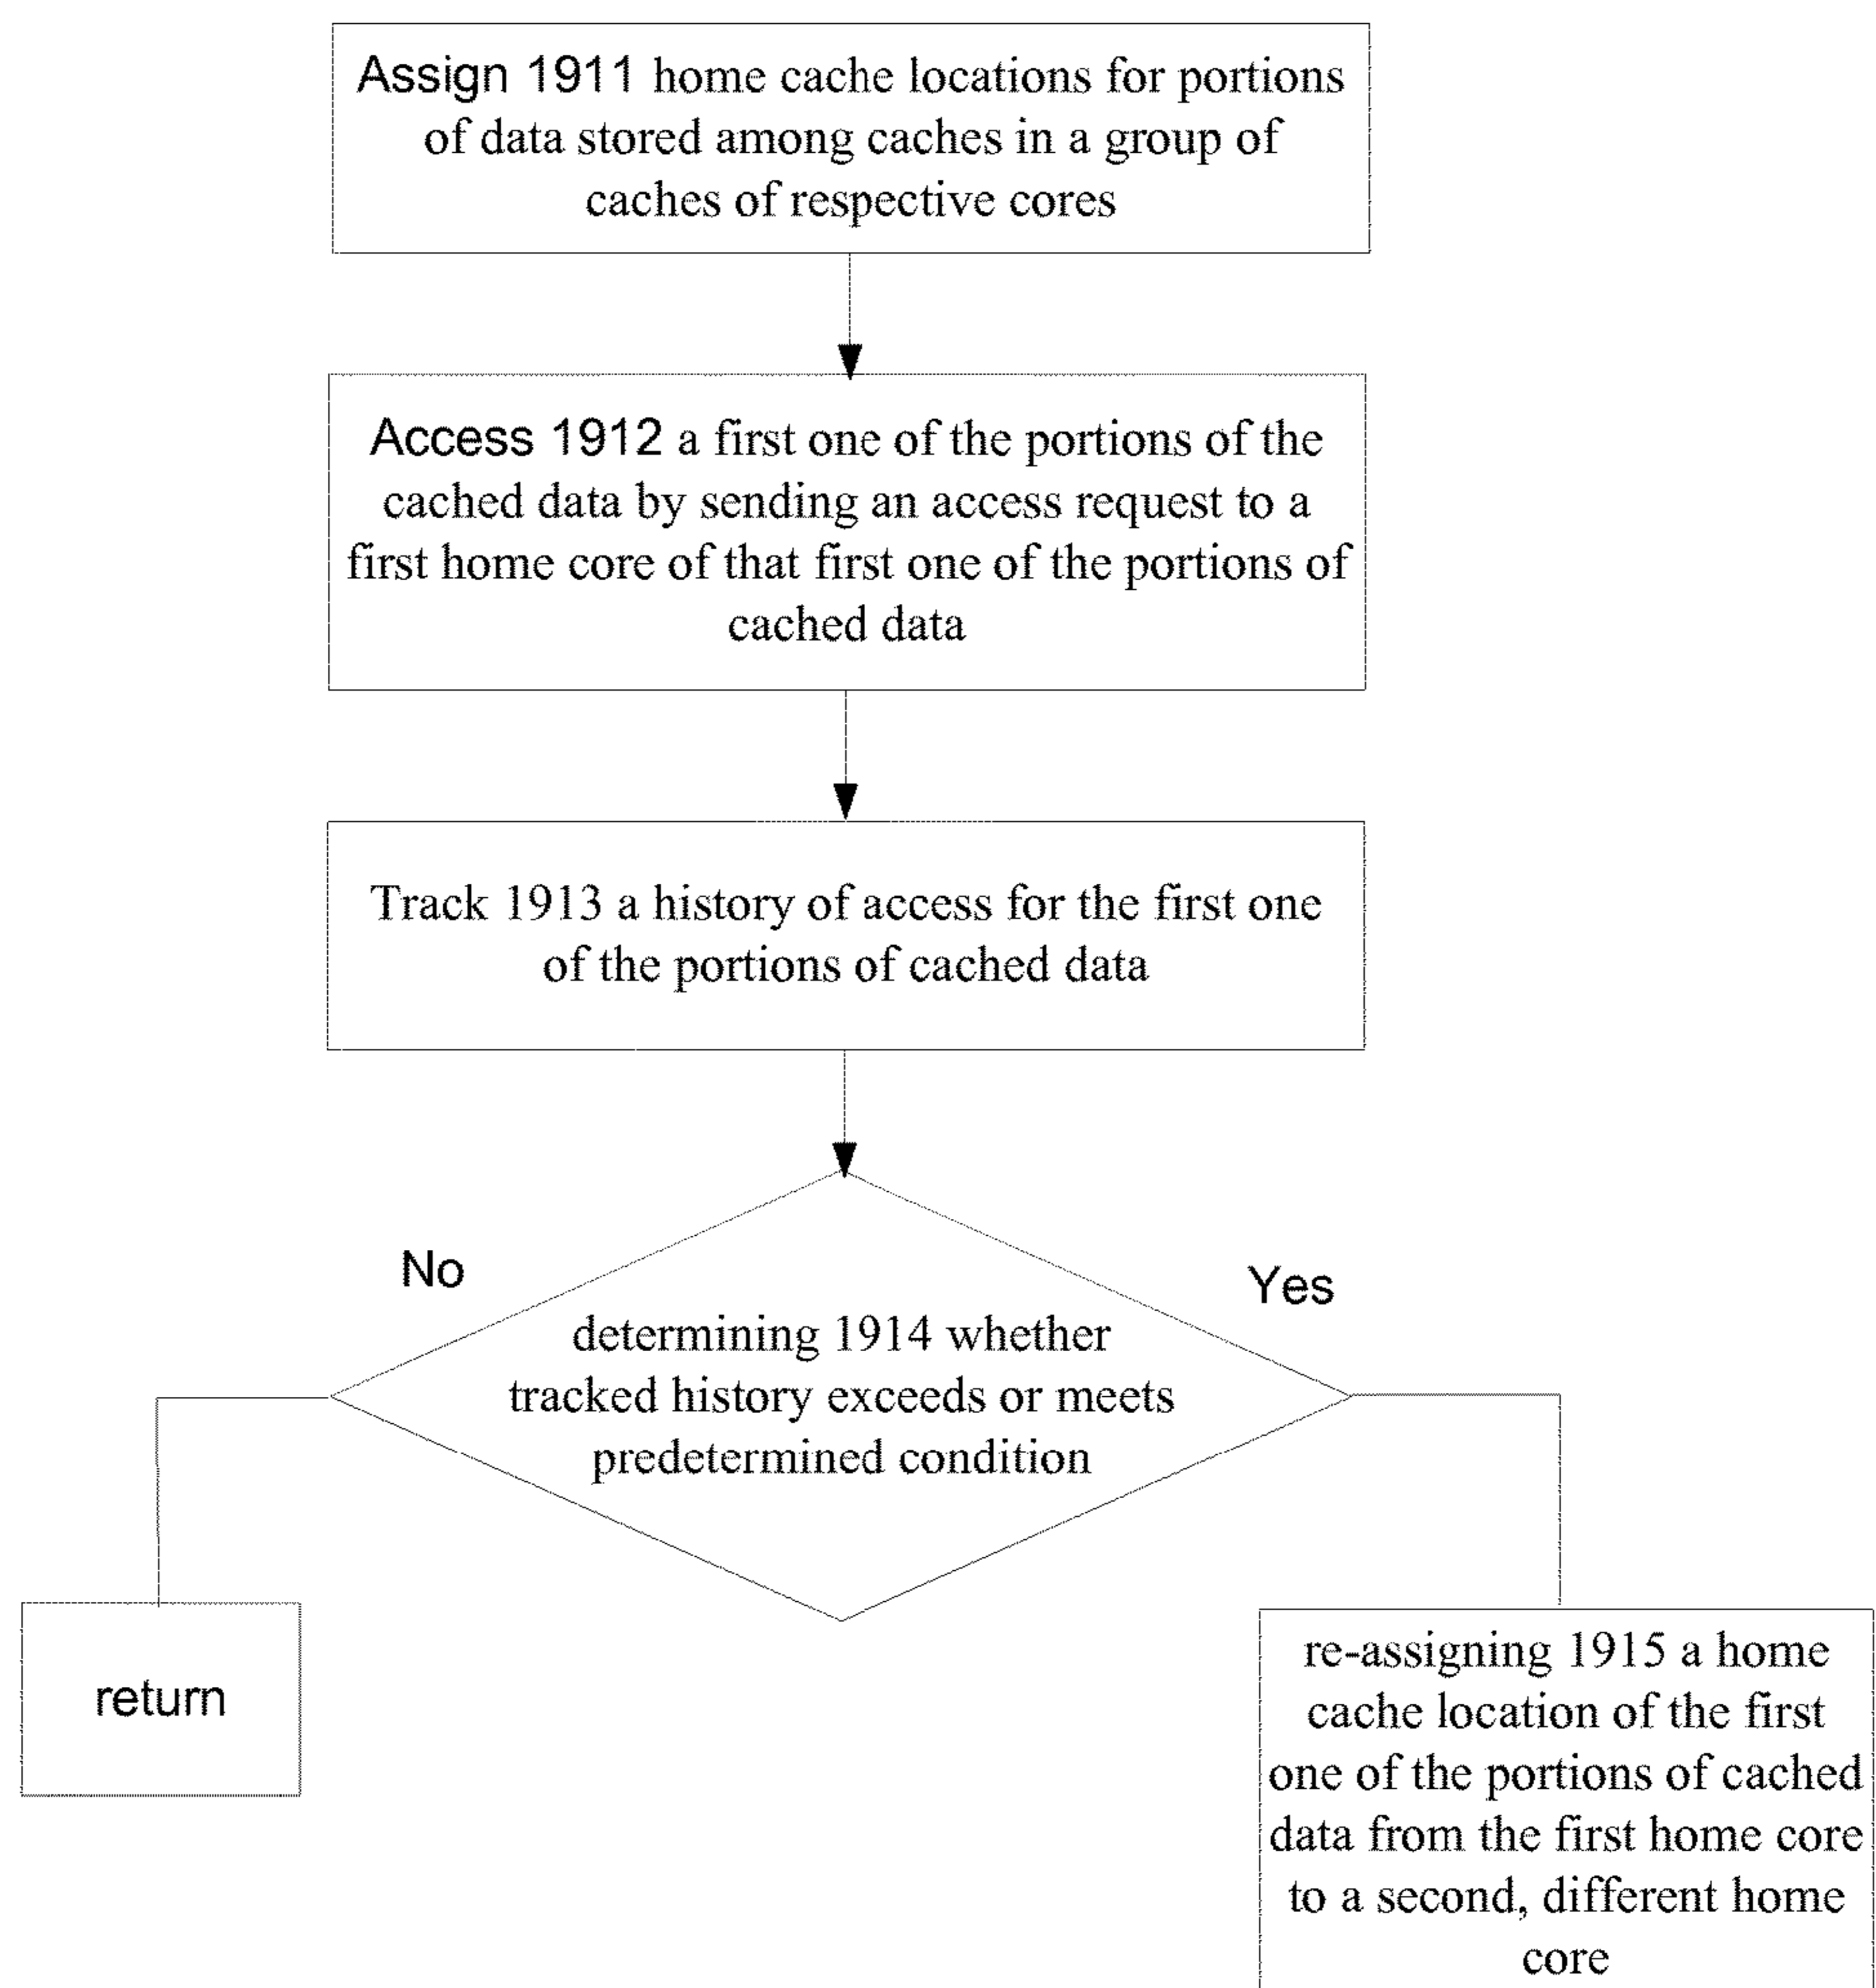 Assign 1911 home cache locations for portions
of data stored among caches in a group of
caches of respective cores
Access 1912 a first one of the portions of the
cached data by sending an access request to a
first home core of that first one of the portions of
cached data
Track 1913 a history of access for the first one
of the portions of cached data
No
Yes
determining 1914 whether
tracked history exceeds or meets
predetermined condition
return
re-assigning 1915 a home
cache location of the first
one of the portions of cached
data from the first home core
to a second, different home
core